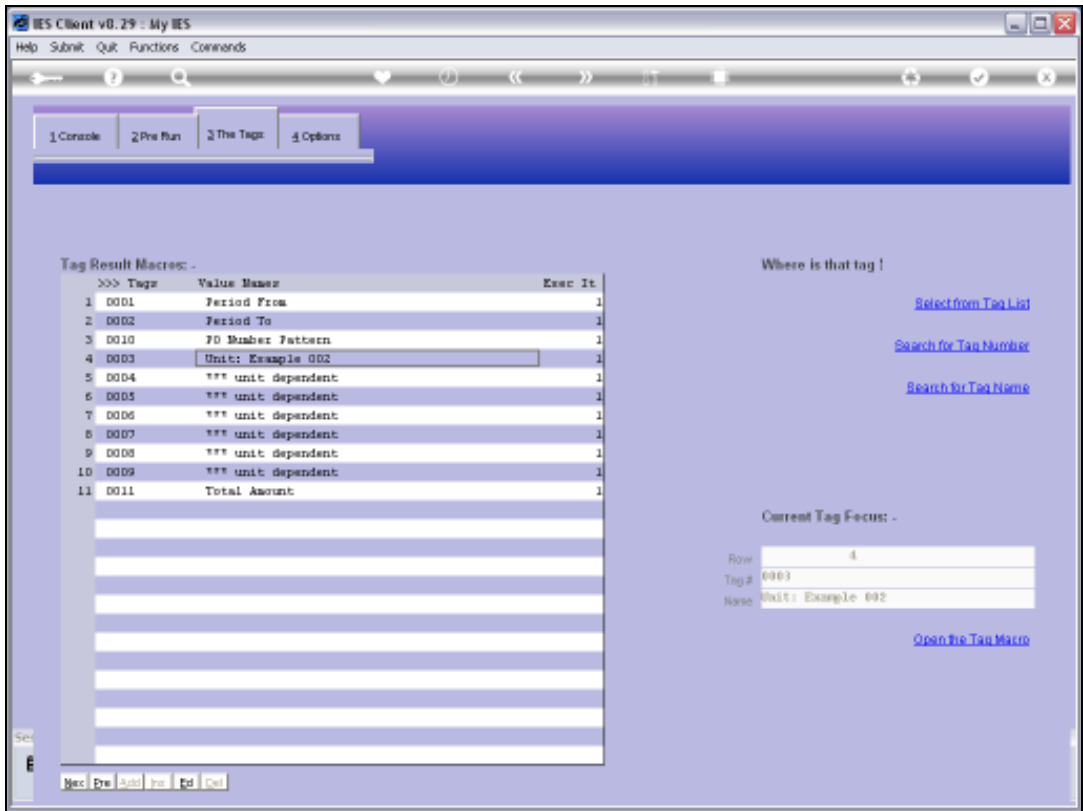 IES Client v8.29 : My IES
Help Submit Quit Functions Commands
1 Console 2 Pre Run 3 The Tags 4 Options
Tag Result Macros: -
>>> Tags Value Names Exec It
1 0001 Period From 1
2 0002 Period To 1
3 0010 PO Number Pattern 1
4 0003 Unit: Example 002 1
5 0004 *** unit dependent 1
6 0005 *** unit dependent 1
7 0006 *** unit dependent 1
8 0007 *** unit dependent 1
9 0008 *** unit dependent 1
10 0009 *** unit dependent 1
11 0011 Total Amount 1
Where is that tag !
Select from Tag List
Search for Tag Number
Search for Tag Name
Current Tag Focus: -
Row 4
Tag # 0003
Name Unit: Example 002
Open the Tag Macro
Nex Pre Add Ins Ed Del